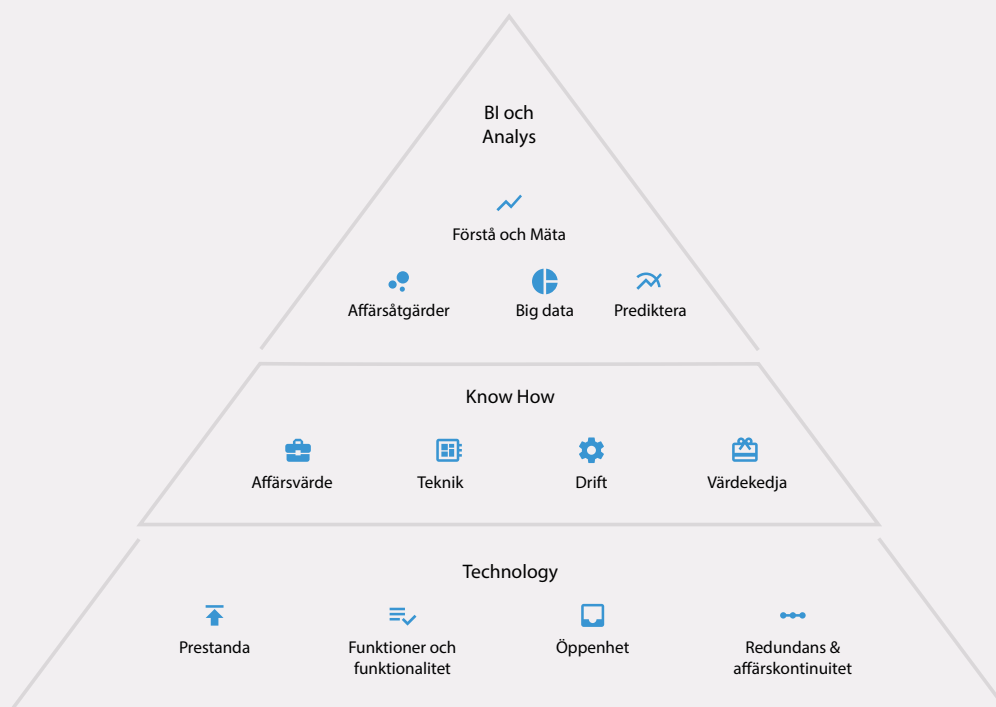 BI och
Analys
Förstå och Mäta
Affärsåtgärder
Big data
Prediktera
Know How
Affärsvärde
Teknik
Drift
Värdekedja
Technology
Prestanda
Funktioner och
funktionalitet
Öppenhet
Redundans &
affärskontinuitet